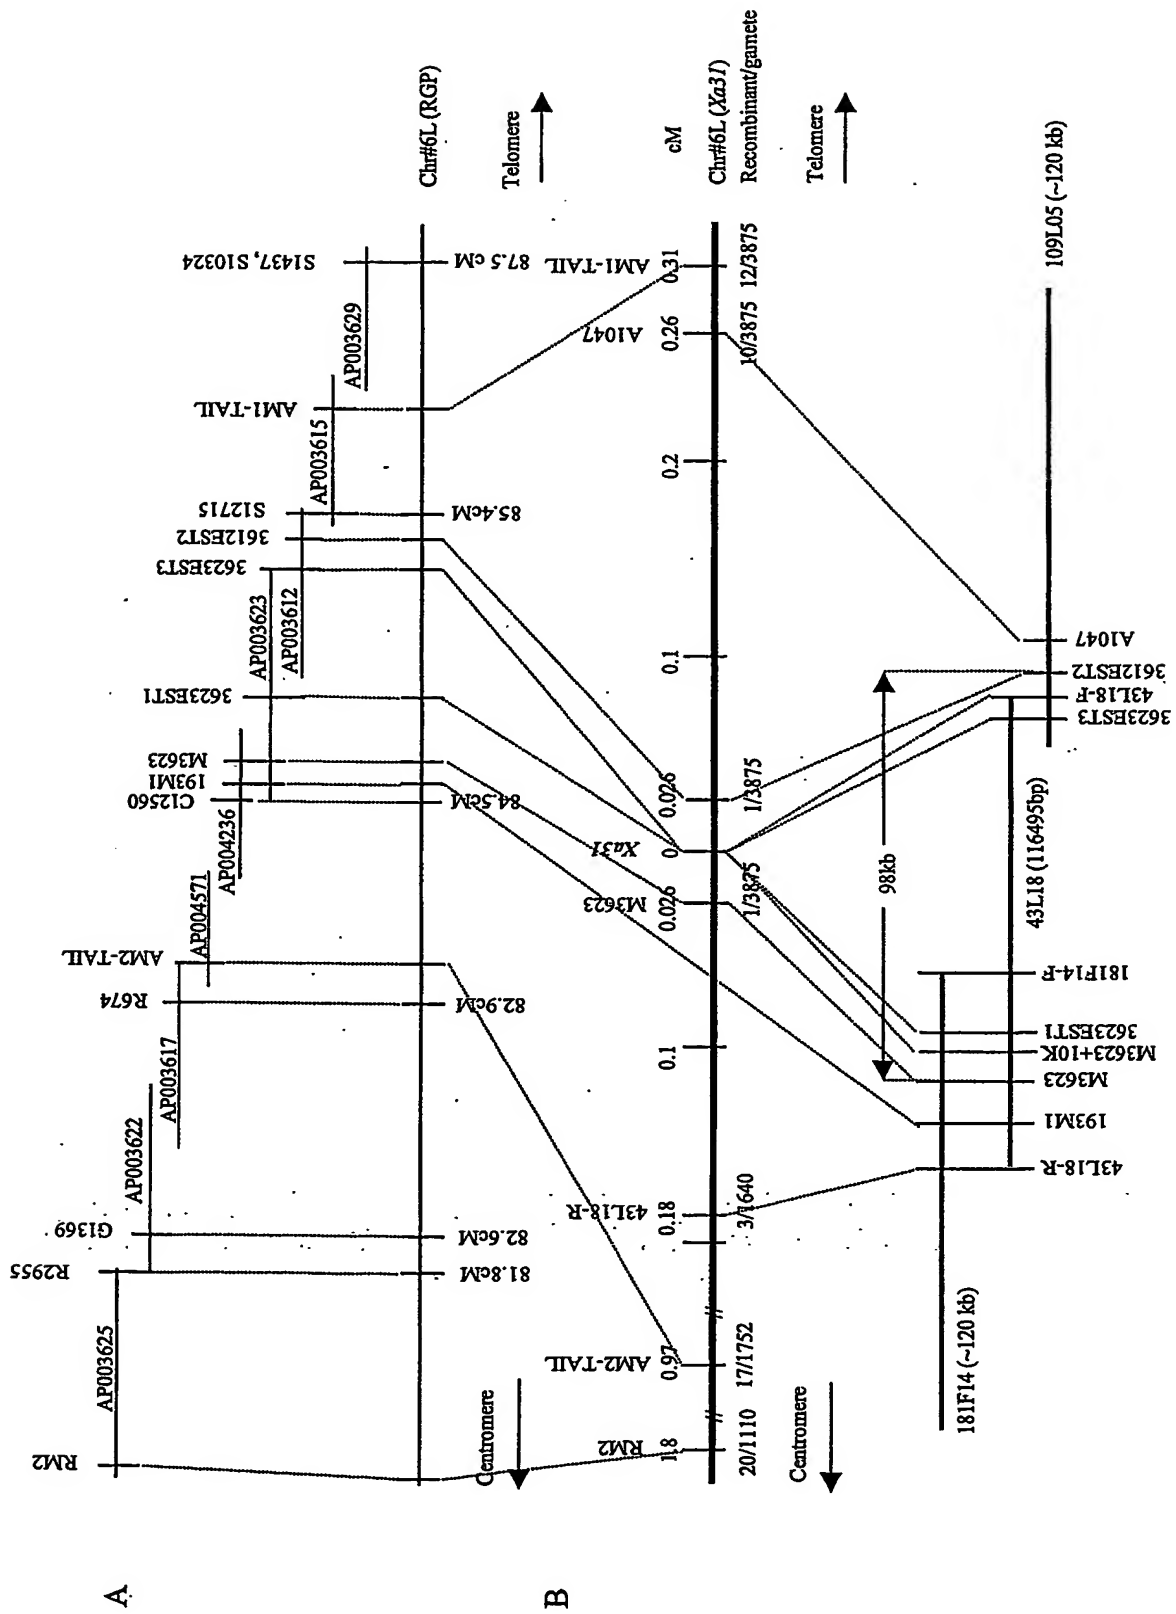 A
RM2
R2955
G1369
R674
AM2-TAIL
C12560
193M1
M3623
3623EST1
3623EST3
3612EST2
S12715
AM1-TAIL
S1437, S10324
AP003625
AP003622
AP003617
AP004571
AP004236
AP003623
AP003612
AP003615
AP003629
81.8cM
82.6cM
82.9cM
84.5cM
85.4cM
87.5 cM
Chr#6L (RGP)
Centromere
Telomere
B
RM2
AM2-TAIL
43L18-R
M3623
Xa31
A1047
AM1-TAIL
1.8
0.97
0.18
0.1
0.026
0
0.026
0.1
0.2
0.26
0.31
cM
Chr#6L (Xa31)
20/1110
17/1752
3/1640
1/3875
1/3875
10/3875
12/3875
Recombinant/gamete
Centromere
Telomere
98kb
181F14 (~120 kb)
43L18 (116495bp)
109L05 (~120 kb)
43L18-R
193M1
M3623
M3623+10K
3623EST1
181F14-F
3623EST3
43L18-F
3612EST2
A1047